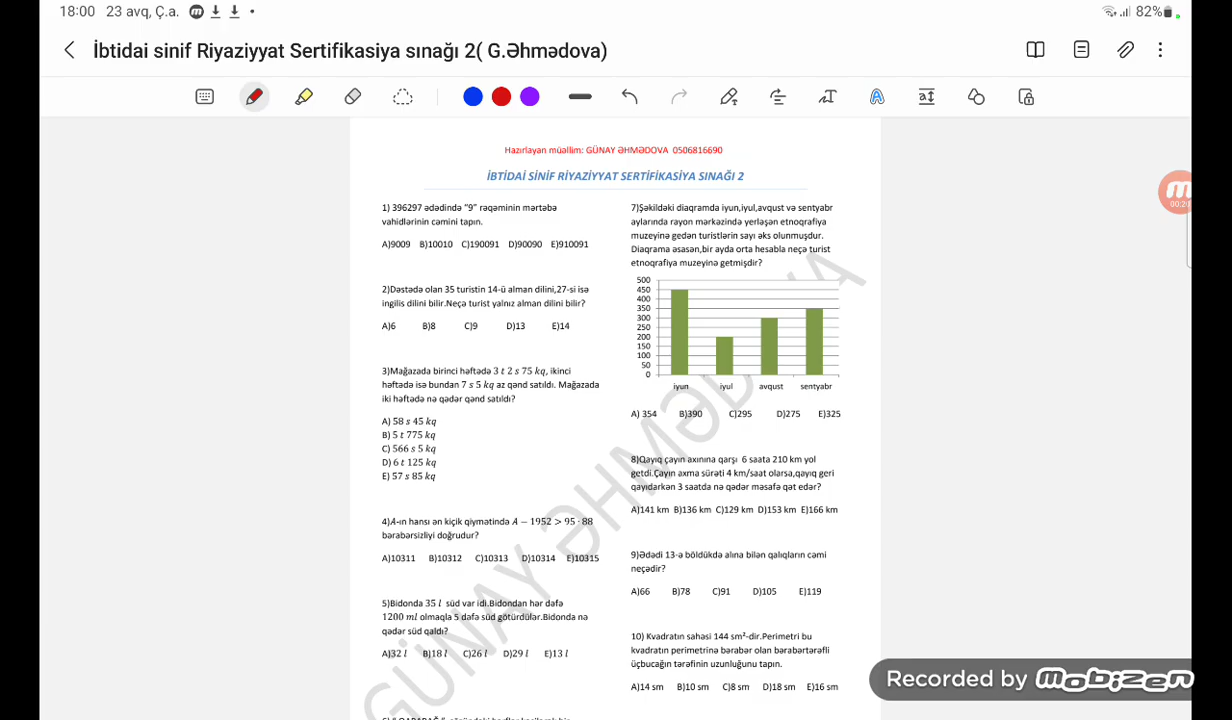 18:00 23 avq, Ç.a.
82%
İbtidai sinif Riyaziyyat Sertifikasiya sınağı 2( G.Əhmədova)
Hazırlayan müəllim: GÜNAY ƏHMƏDOVA 0506816690
İBTİDAİ SİNİF RİYAZİYYAT SERTİFİKASİYA SINAĞI 2
1) 396297 ədədində "9" rəqəminin mərtəbə
vahidlərinin cəmini tapın.
A)9009 B)10010 C)190091 D)90090 E)910091
2)Dəstədə olan 35 turistin 14-ü alman dilini,27-si isə
ingilis dilini bilir.Neçə turist yalnız alman dilini bilir?
A)6 B)8 C)9 D)13 E)14
3)Mağazada birinci həftədə 3 t 2 s 75 kq, ikinci
həftədə isə bundan 7 s 5 kq az qənd satıldı. Mağazada
iki həftədə nə qədər qənd satıldı?
A) 58 s 45 kq
B) 5 t 775 kq
C) 566 s 5 kq
D) 6 t 125 kq
E) 57 s 85 kq
4)A-ın hansı ən kiçik qiymətində A − 1952 > 95 · 88
bərabərsizliyi doğrudur?
A)10311 B)10312 C)10313 D)10314 E)10315
5)Bidonda 35 l süd var idi.Bidondan hər dəfə
1200 ml olmaqla 5 dəfə süd götürdülər.Bidonda nə
qədər süd qaldı?
A)32 l B)18 l C)26 l D)29 l E)13 l
7)Şəkildəki diaqramda iyun,iyul,avqust və sentyabr
aylarında rayon mərkəzində yerləşən etnoqrafiya
muzeyinə gedən turistlərin sayı əks olunmuşdur.
Diaqrama əsasən,bir ayda orta hesabla neçə turist
etnoqrafiya muzeyinə getmişdir?
500
450
400
350
300
250
200
150
100
50
0
iyun iyul avqust sentyabr
A) 354 B)390 C)295 D)275 E)325
8)Qayıq çayın axınına qarşı 6 saata 210 km yol
getdi.Çayın axma sürəti 4 km/saat olarsa,qayıq geri
qayıdarkən 3 saatda nə qədər məsafə qət edər?
A)141 km B)136 km C)129 km D)153 km E)166 km
9)Ədədi 13-ə böldükdə alına bilən qalıqların cəmi
neçədir?
A)66 B)78 C)91 D)105 E)119
10) Kvadratın sahəsi 144 sm²-dir.Perimetri bu
kvadratın perimetrinə bərabər olan bərabərtərəfli
üçbucağın tərəfinin uzunluğunu tapın.
A)14 sm B)10 sm C)8 sm D)18 sm E)16 sm
GÜNAY ƏHMƏDOVA
00:20
Recorded by mobizen